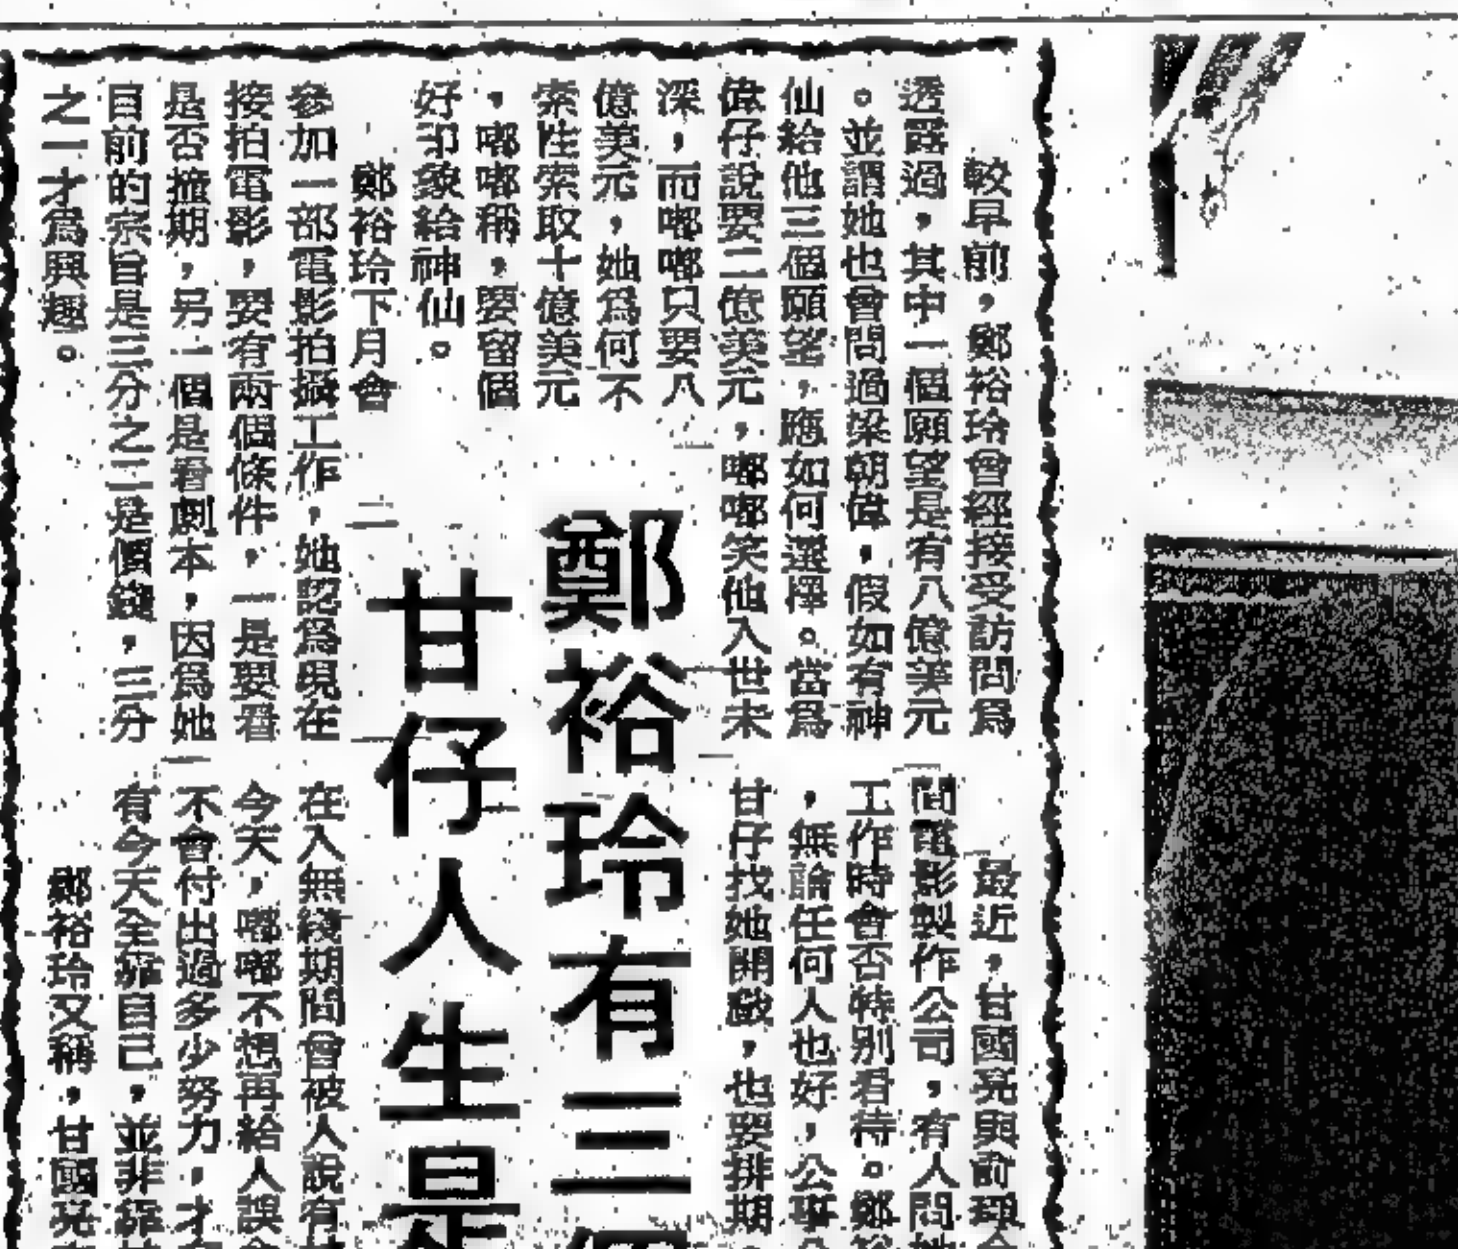 較早前，鄭裕玲曾經接受訪問爲
透露過，其中一個願望是有八億美元
。並謂她也曾問過梁朝偉，假如有神
仙給他三個願望，應如何選擇。當爲
偉仔說要二億美元，嘟嘟笑他入世未
深，而嘟嘟只要八
億美元，她爲何不
索性索取十億美元
，嘟嘟稱，要留個
好印象給神仙。
鄭裕玲下月會
參加一部電影拍攝工作，她認爲現在
接拍電影，要有兩個條件，一是要看
是否撞期，另一個是看劇本，因爲她
目前的宗旨是三分之二是價錢，三分
之一才爲興趣。
鄭裕玲有三個
甘仔人生是
最近，甘國亮與俞琤合
間電影製作公司，有人問她
工作時會否特別看待。鄭裕
，無論任何人也好，公事公
甘仔找她開戲，也要排期，
在入無綫期間曾被人說有甘
今天，嘟嘟不想再給人誤會
不會付出過多少努力，才
有今天全靠自己，並非靠
鄭裕玲又稱，甘國亮